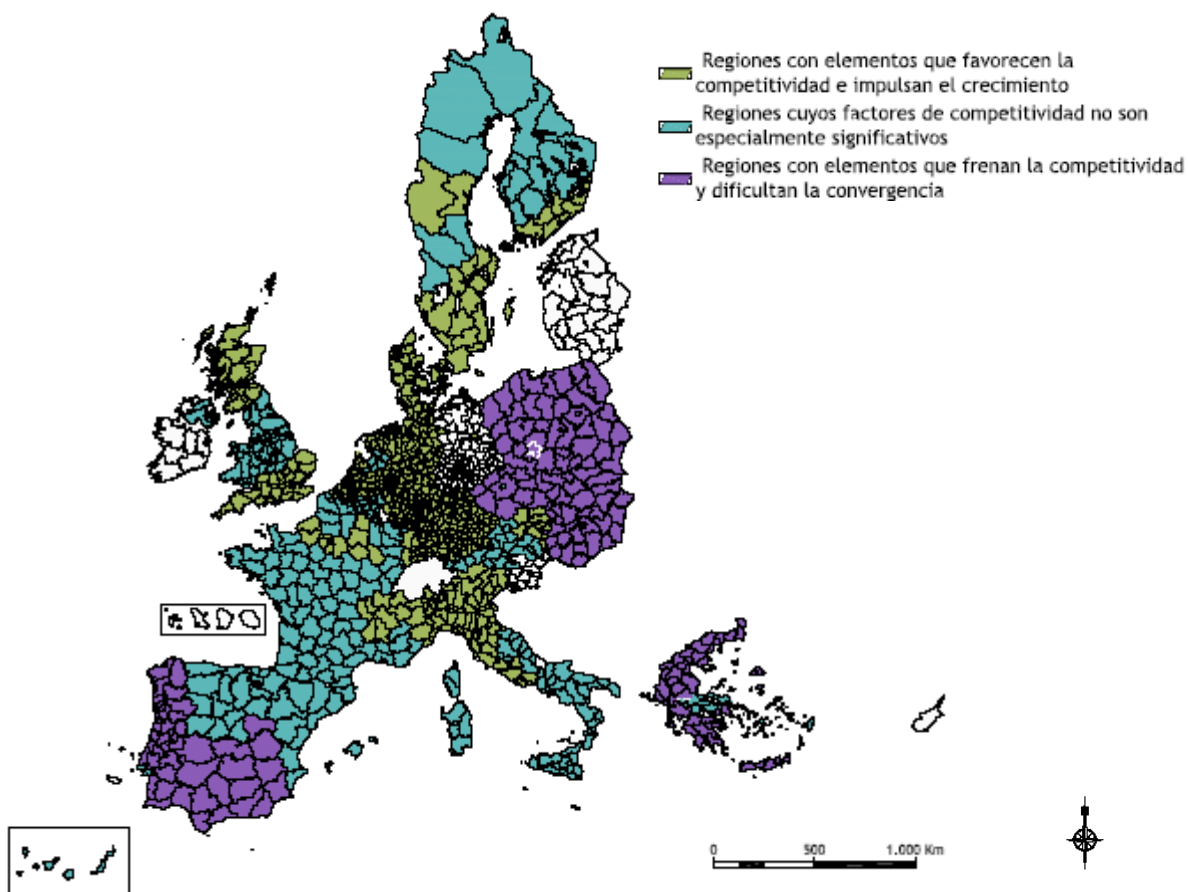 Regiones con elementos que favorecen la
competitividad e impulsan el crecimiento
Regiones cuyos factores de competitividad no son
especialmente significativos
Regiones con elementos que frenan la competitividad
y dificultan la convergencia
0 500 1.000 Km